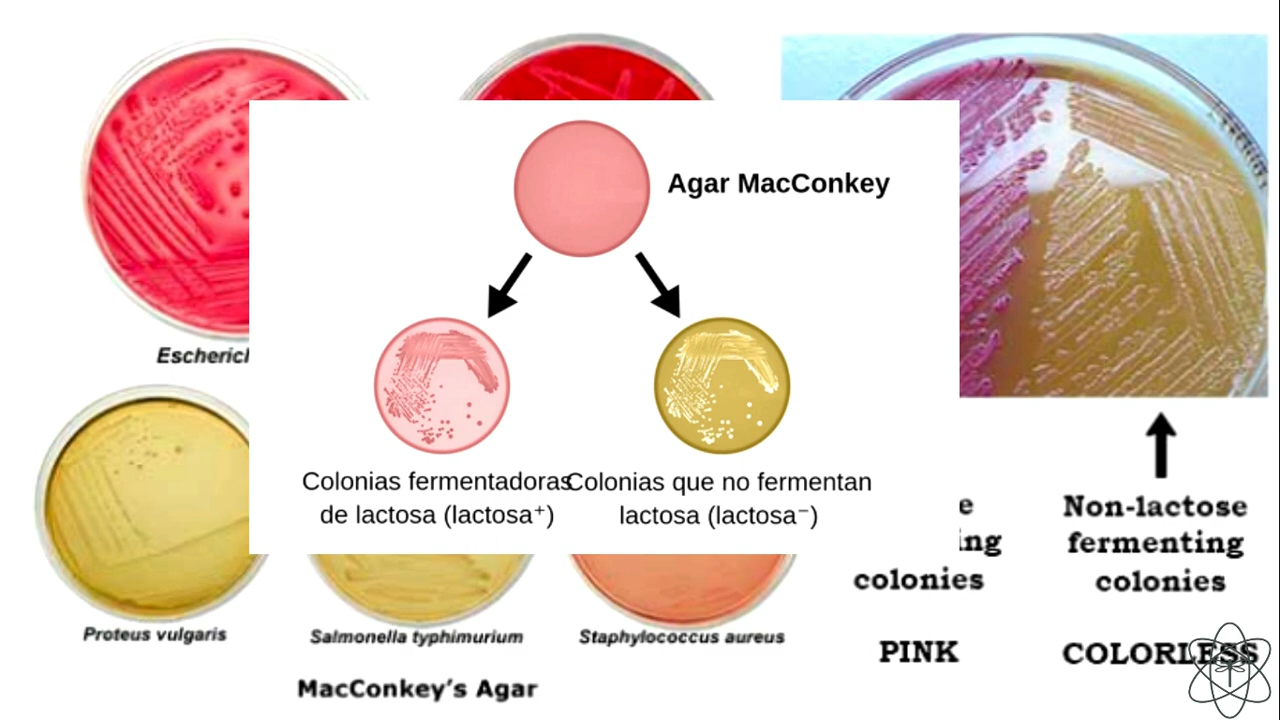 Agar MacConkey
Colonias fermentadoras
de lactosa (lactosa⁺)
Colonias que no fermentan
lactosa (lactosa⁻)
Proteus vulgaris
Salmonella typhimurium
Staphylococcus aureus
MacConkey's Agar
colonies
PINK
Non-lactose
fermenting
colonies
COLORLESS